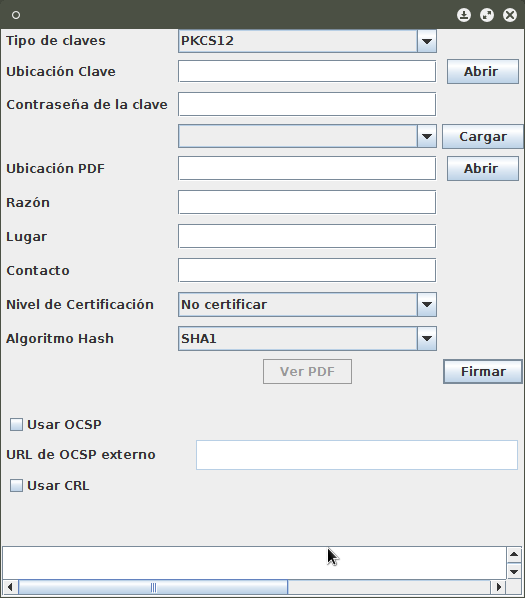 Tipo de claves PKCS12
Ubicación Clave Abrir
Contraseña de la clave
Cargar
Ubicación PDF Abrir
Razón
Lugar
Contacto
Nivel de Certificación No certificar
Algoritmo Hash SHA1
Ver PDF Firmar
Usar OCSP
URL de OCSP externo
Usar CRL